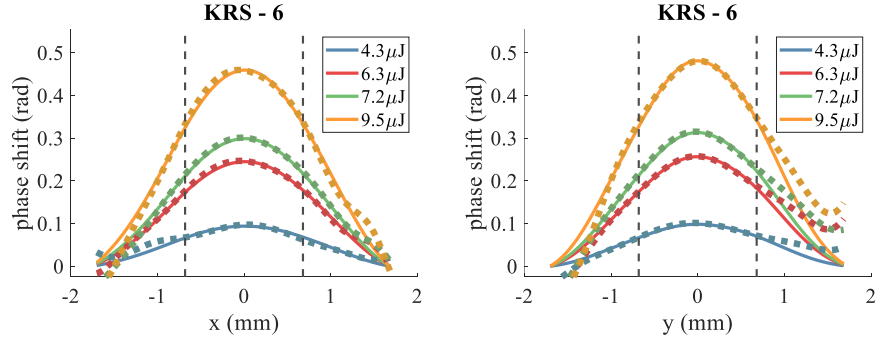 KRS - 6
phase shift (rad)
0.5
0.4
0.3
0.2
0.1
0
-2
-1
0
1
2
x (mm)
4.3μJ
6.3μJ
7.2μJ
9.5μJ
KRS - 6
phase shift (rad)
0.5
0.4
0.3
0.2
0.1
0
-2
-1
0
1
2
y (mm)
4.3μJ
6.3μJ
7.2μJ
9.5μJ